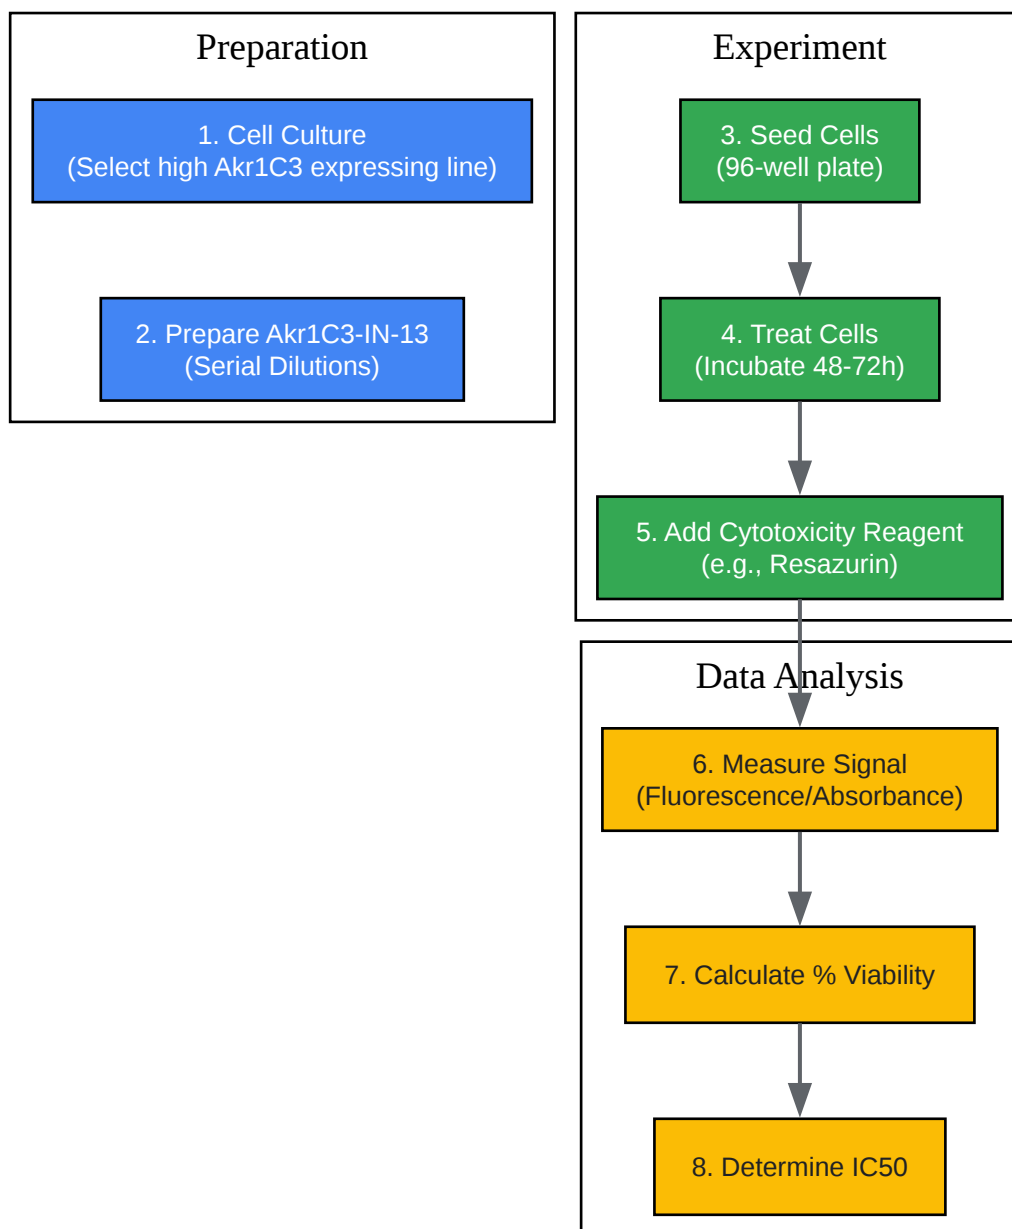 Preparation
1. Cell Culture
(Select high Akr1C3 expressing line)
2. Prepare Akr1C3-IN-13
(Serial Dilutions)
Experiment
3. Seed Cells
(96-well plate)
4. Treat Cells
(Incubate 48-72h)
5. Add Cytotoxicity Reagent
(e.g., Resazurin)
Data Analysis
6. Measure Signal
(Fluorescence/Absorbance)
7. Calculate % Viability
8. Determine IC50